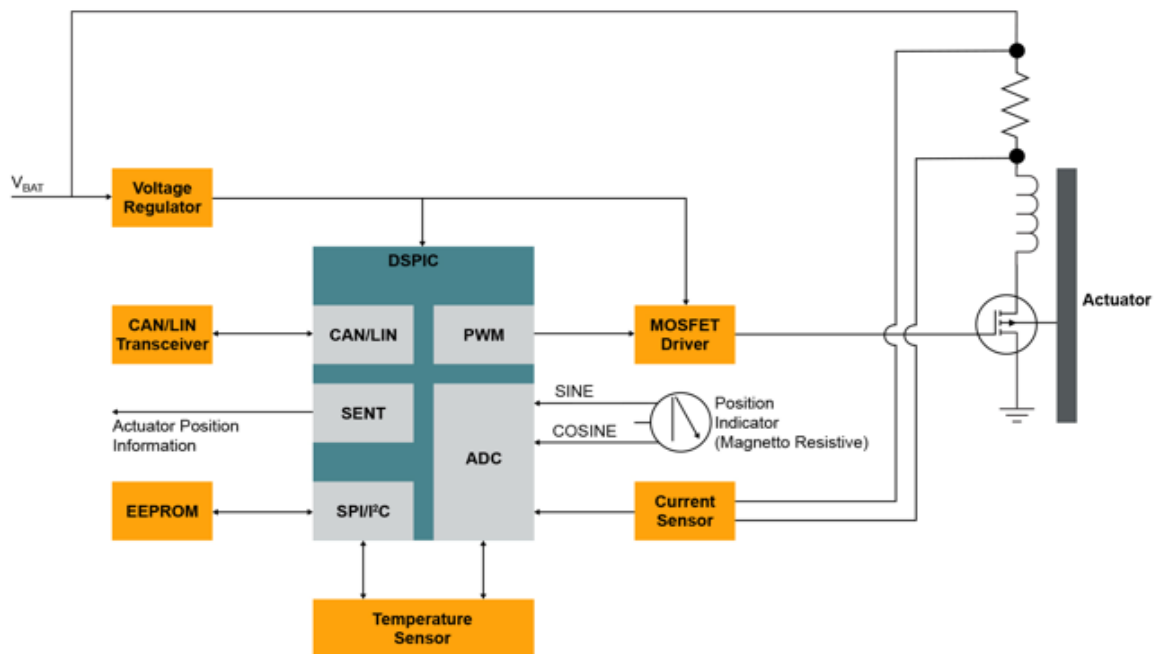 V_BAT
Voltage
Regulator
DSPIC
CAN/LIN
Transceiver
CAN/LIN
PWM
MOSFET
Driver
Actuator
SENT
Actuator Position
Information
ADC
SINE
COSINE
Position
Indicator
(Magnetto Resistive)
EEPROM
SPI/I²C
Current
Sensor
Temperature
Sensor